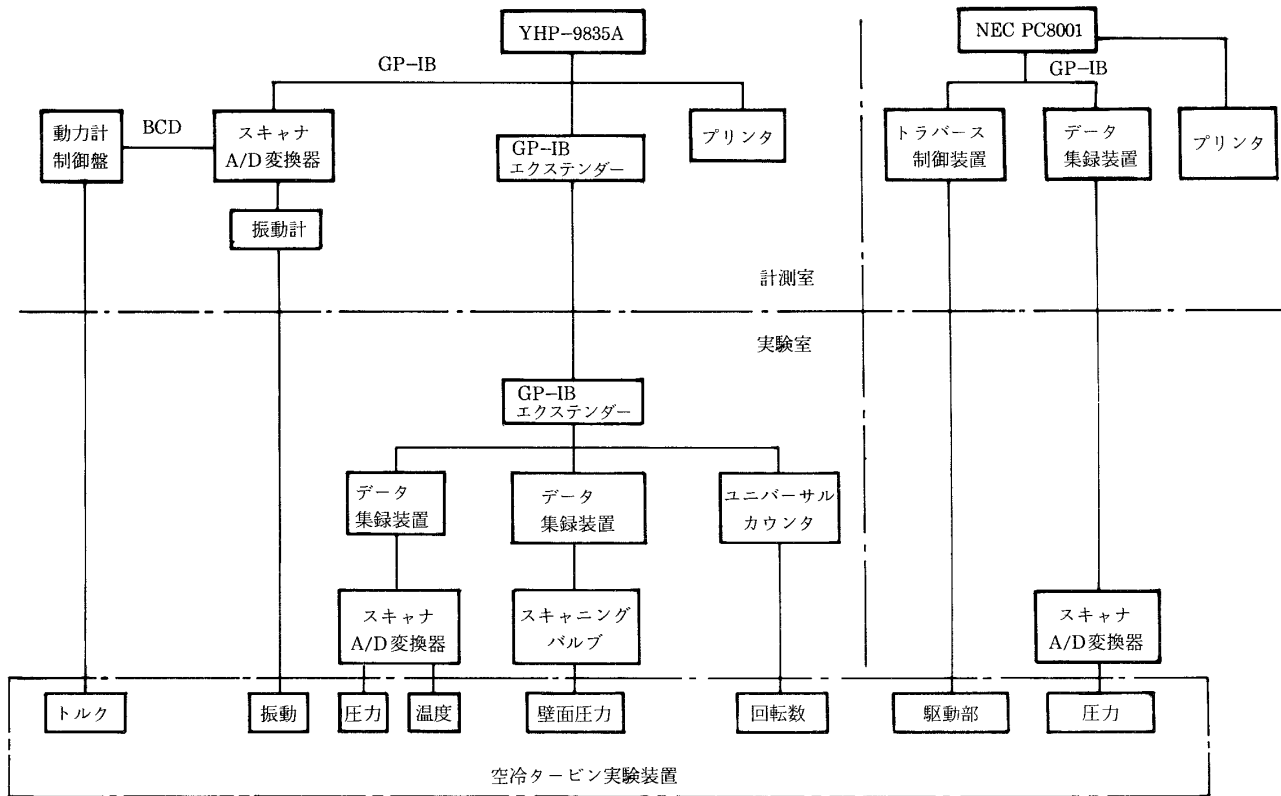 YHP-9835A
NEC PC8001
GP-IB
GP-IB
動力計
制御盤
BCD
スキャナ
A/D変換器
GP-IB
エクステンダー
プリンタ
トラバース
制御装置
データ
集録装置
プリンタ
振動計
計測室
実験室
GP-IB
エクステンダー
データ
集録装置
データ
集録装置
ユニバーサル
カウンタ
スキャナ
A/D変換器
スキャニング
バルブ
スキャナ
A/D変換器
トルク
振動
圧力
温度
壁面圧力
回転数
駆動部
圧力
空冷タービン実験装置